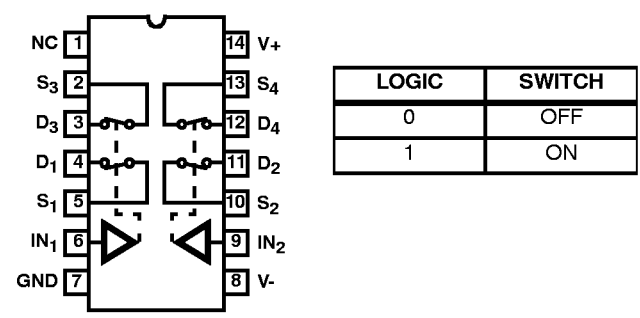 NC 1 14 V+
S3 2 13 S4
D3 3 12 D4
D1 4 11 D2
S1 5 10 S2
IN1 6 9 IN2
GND 7 8 V-
LOGIC SWITCH
0 OFF
1 ON